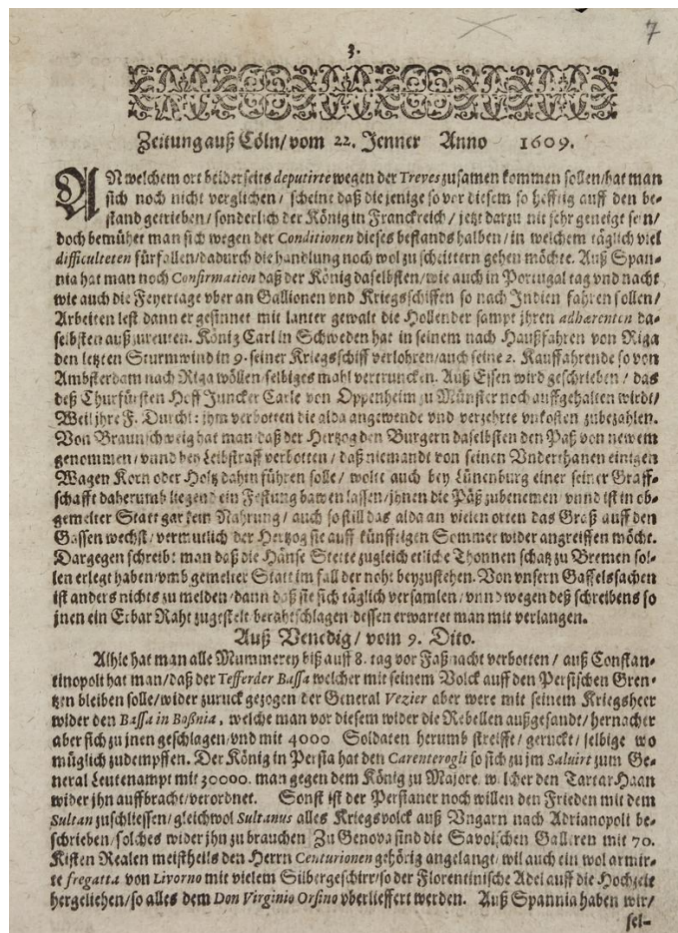 7
3.
Zeitung auß Cöln/ vom 22. Jenner Anno 1609.
AN welchem ort beiderseits deputirte wegen der Treves zusamen kommen sollen/ hat man
sich noch nicht verglichen/ scheint daß die jenige so vor diesem so hefftig auff den be-
stand getrieben/ sonderlich der König in Franckreich/ jetzt darzu nit sehr geneigt sein/
doch bemühet man sich wegen der Conditionen dieses bestands halben/ in welchem täglich viel
difficulteten fürfallen/ dadurch die handlung noch wol zu scheittern gehen möchte. Auß Span-
nia hat man noch Confirmation daß der König daselbsten/ wie auch in Portugal tag vnd nacht
wie auch die Feyertage vber an Gallionen vnd Kriegsschiffen so nach Indien fahren sollen/
Arbeiten lest dann er gesinnet mit lauter gewalt die Hollender sampt jhren adhærenten da-
selbsten außzureuten. König Carl in Schweden hat in seinem nach Haußfahren von Riga
den letzten Sturmwind in 9. seiner Kriegsschiff verlohren/ auch seine 2. Kauffahrende so von
Ambsterdam nach Riga wöllen/ selbiges mahl vertruncken. Auß Essen wird geschrieben/ das
deß Churfürsten Hoff Juncker Carle von Oppenheim zu Münster noch auffgehalten wirdt/
Weil jhre F. Durchl: jhm verbotten die alda angewende vnd verzehrte vnkosten zubezahlen.
Von Braunschweig hat man daß der Hertzog den Burgern daselbsten den Paß von newem
genommen/ vnnd bey Leibstraff verbotten/ daß niemandt von seinen Vnderthanen einigen
Wagen Korn oder Holtz dahin führen solle/ wolte auch bey Lünenburg einer seiner Graff-
schafft daherumb liegend ein Festung bawen lassen/ jhnen die Päß zubenemen vnnd ist in ob-
gemelter Statt gar kein Nahrung/ auch so still das alda an vielen orten das Graß auff den
Gassen wechst/ vermutlich der Hertzog sie auff künfftigen Sommer wider angreiffen möcht.
Dargegen schreibt man daß die Hänse Stette zugleich etliche Thonnen schatz zu Bremen sol-
len erlegt haben/ vmb gemelter Statt im fall der noht beyzustehen. Von vnsern Gaffelsachen
ist anders nichts zu melden/ dann daß sie sich täglich versamlen/ vnnd wegen deß schreibens so
jnen ein Erbar Raht zugestelt berahtschlagen dessen erwartet man mit verlangen.
Auß Venedig/ vom 9. Dito.
Alhie hat man alle Mummerey biß auff 8. tag vor Faßnacht verbotten/ auß Constan-
tinopoli hat man/ daß der Tefferder Bassa welcher mit seinem Volck auff den Persischen Gren-
tzen bleiben solle/ wider zuruck gezogen der General Vezier aber were mit seinem Kriegsheer
wider den Bassa in Boßnia, welche man vor diesem wider die Rebellen außgesandt/ hernacher
aber sich zu jnen geschlagen/ vnd mit 4000 Soldaten herumb streiffe/ geruckt/ selbige wo
müglich zudempffen. Der König in Persia hat den Carenterogli so sich zu jm Saluirt zum Ge-
neral Leutenampt mit 30000. man gegen dem König zu Majore. welcher den Tartar Haan
wider jhn auffbracht/ verordnet. Sonst ist der Persianer noch willen den Frieden mit dem
Sultan zuschliessen/ gleichwol Sultanus alles Kriegsvolck auß Vngarn nach Adrianopoli be-
schrieben/ solches wider jhn zu brauchen Zu Genova sind die Savoischen Galleren mit 70.
Kisten Realen meistheils den Herrn Centurionen gehörig angelangt/ wil auch ein wol armir-
te fregatta von Livorno mit vielem Silbergeschirr/ so der Florentinische Adel auff die Hochzeit
hergeliehen/ so alles dem Don Virginio Orsino vberlieffert werden. Auß Spannia haben wir/
sel-